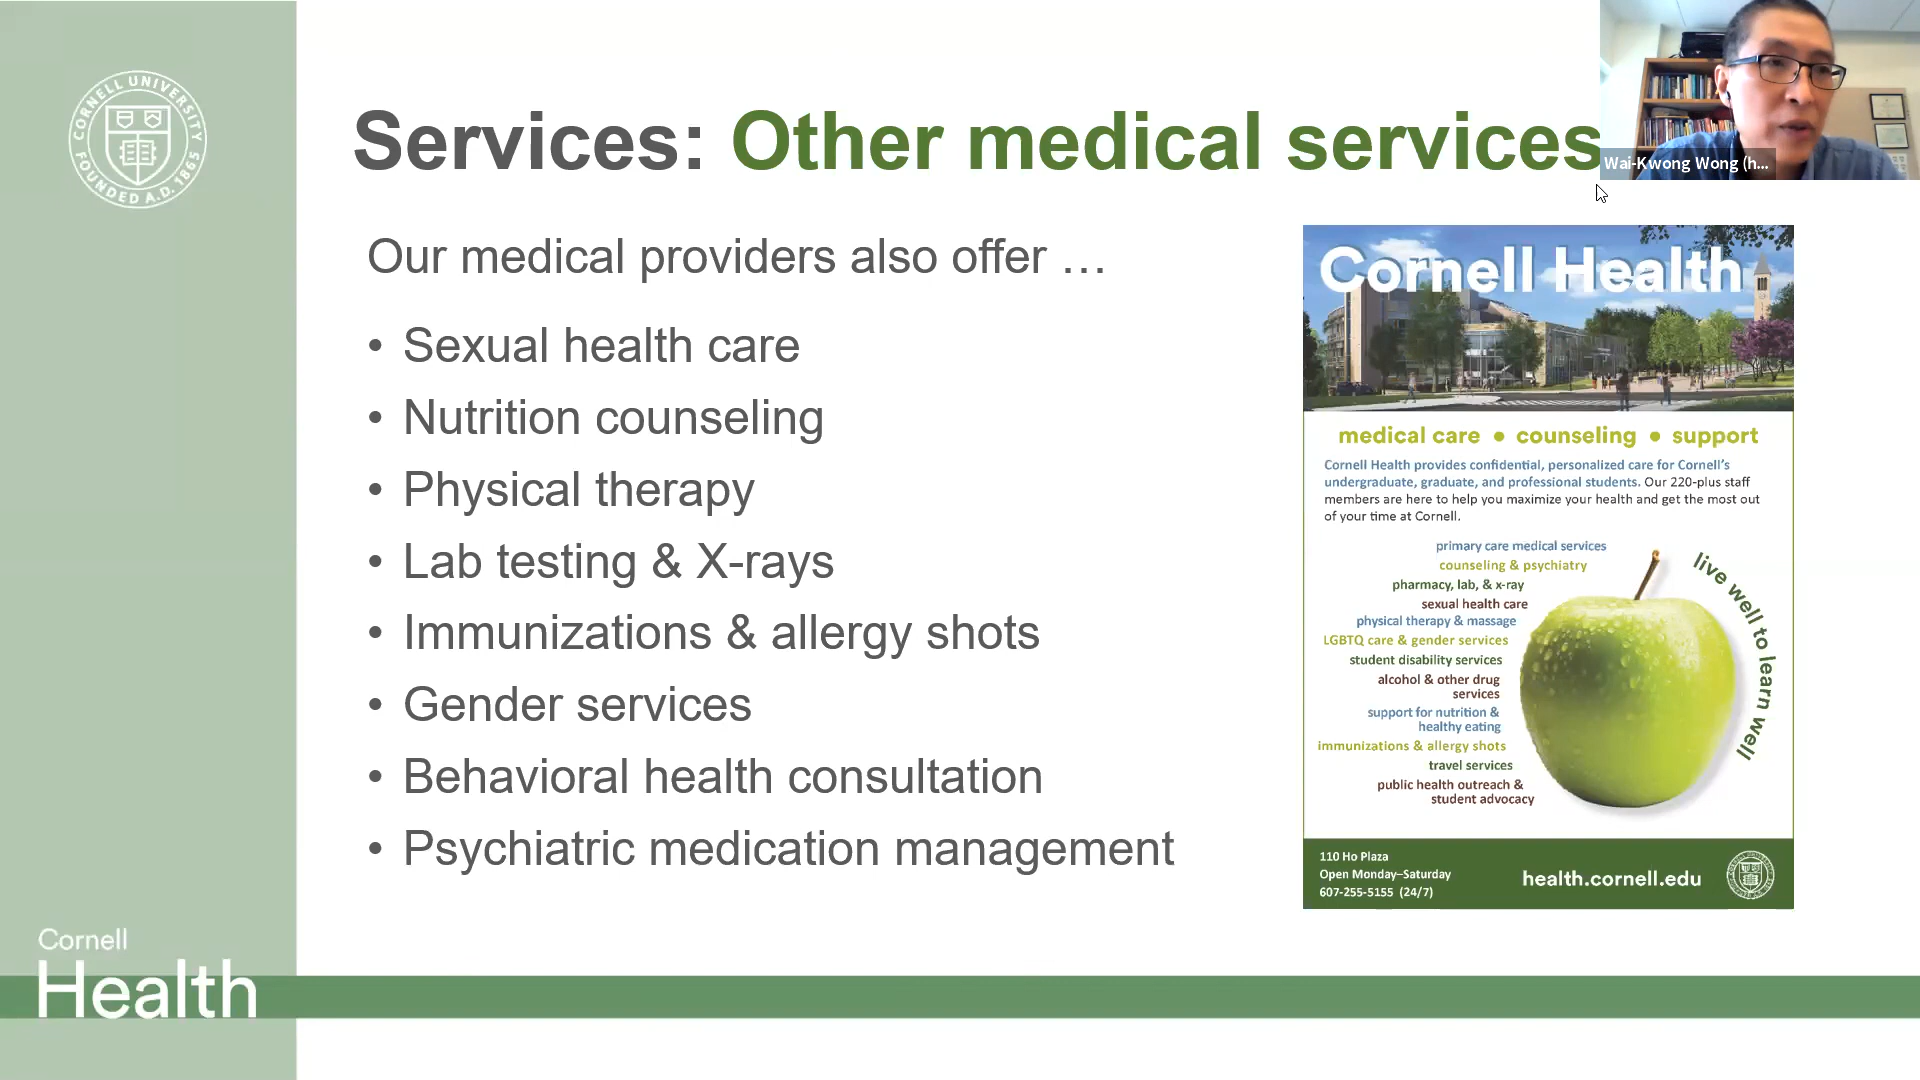 CORNELL UNIVERSITY
FOUNDED A.D. 1865
Services: Other medical services
Wai-Kwong Wong (h...
Our medical providers also offer …
• Sexual health care
• Nutrition counseling
• Physical therapy
• Lab testing & X-rays
• Immunizations & allergy shots
• Gender services
• Behavioral health consultation
• Psychiatric medication management
Cornell Health
medical care • counseling • support
Cornell Health provides confidential, personalized care for Cornell's
undergraduate, graduate, and professional students. Our 220-plus staff
members are here to help you maximize your health and get the most out
of your time at Cornell.
primary care medical services
counseling & psychiatry
pharmacy, lab, & x-ray
sexual health care
physical therapy & massage
LGBTQ care & gender services
student disability services
alcohol & other drug
services
support for nutrition &
healthy eating
immunizations & allergy shots
travel services
public health outreach &
student advocacy
live well to learn well
110 Ho Plaza
Open Monday–Saturday
607-255-5155 (24/7)
health.cornell.edu
Cornell
Health